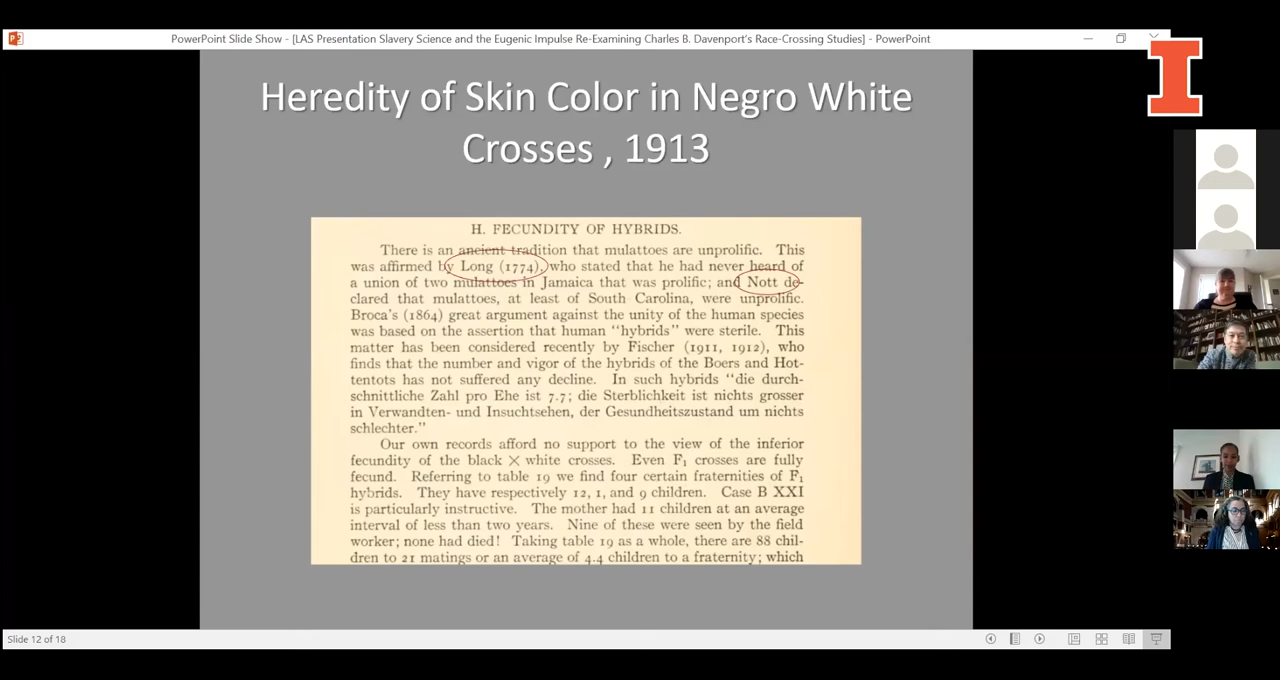 PowerPoint Slide Show - [LAS Presentation Slavery Science and the Eugenic Impulse Re-Examining Charles B. Davenport's Race-Crossing Studies] - PowerPoint
Heredity of Skin Color in Negro White
Crosses , 1913
H. FECUNDITY OF HYBRIDS.
There is an ancient tradition that mulattoes are unprolific. This
was affirmed by Long (1774), who stated that he had never heard of
a union of two mulattoes in Jamaica that was prolific; and Nott de-
clared that mulattoes, at least of South Carolina, were unprolific.
Broca's (1864) great argument against the unity of the human species
was based on the assertion that human "hybrids" were sterile. This
matter has been considered recently by Fischer (1911, 1912), who
finds that the number and vigor of the hybrids of the Boers and Hot-
tentots has not suffered any decline. In such hybrids "die durch-
schnittliche Zahl pro Ehe ist 7.7; die Sterblichkeit ist nichts grosser
in Verwandten- und Insuchtsehen, der Gesundheitszustand um nichts
schlechter."
Our own records afford no support to the view of the inferior
fecundity of the black × white crosses. Even F₁ crosses are fully
fecund. Referring to table 19 we find four certain fraternities of F₁
hybrids. They have respectively 12, 1, and 9 children. Case B XXI
is particularly instructive. The mother had 11 children at an average
interval of less than two years. Nine of these were seen by the field
worker; none had died! Taking table 19 as a whole, there are 88 chil-
dren to 21 matings or an average of 4.4 children to a fraternity; which
Slide 12 of 18